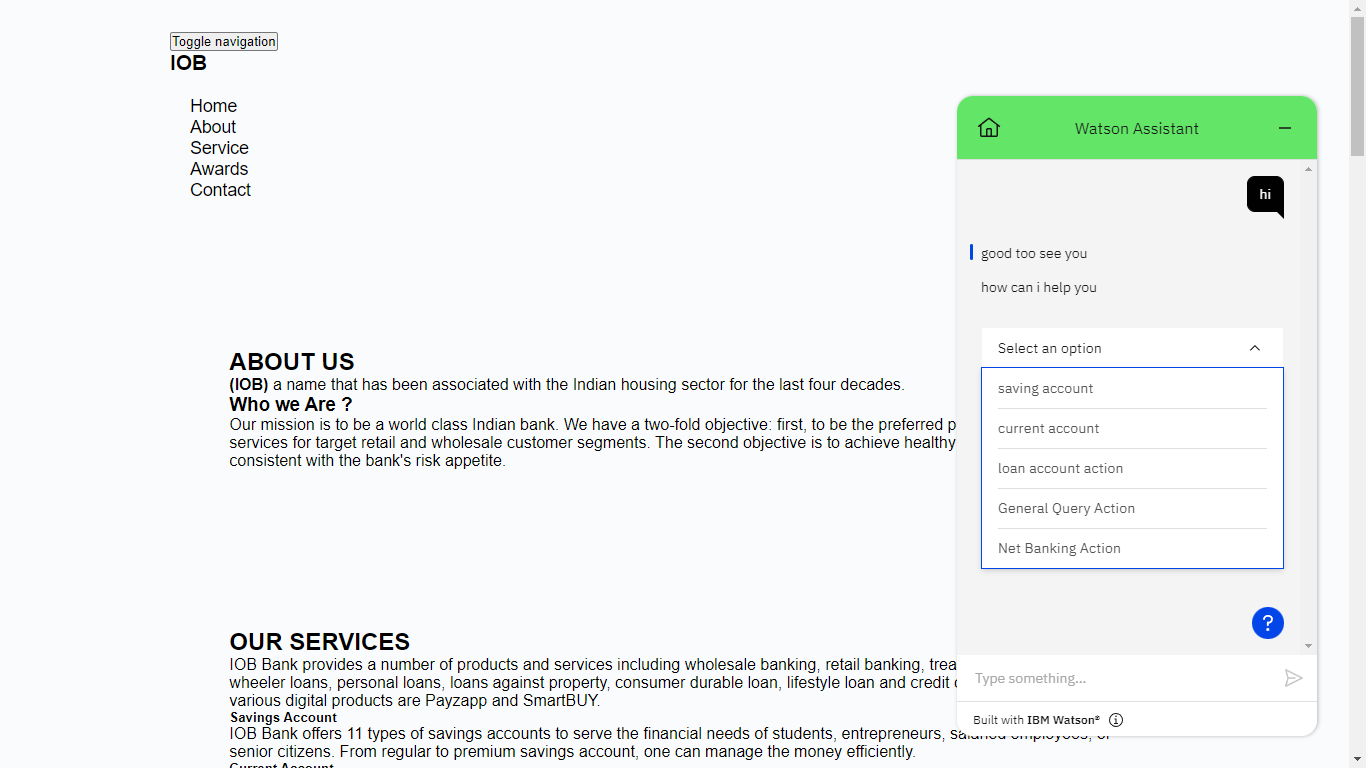 Toggle navigation
IOB
Home
About
Service
Awards
Contact
ABOUT US
(IOB) a name that has been associated with the Indian housing sector for the last four decades.
Who we Are ?
Our mission is to be a world class Indian bank. We have a two-fold objective: first, to be the preferred p
services for target retail and wholesale customer segments. The second objective is to achieve healthy
consistent with the bank's risk appetite.
OUR SERVICES
IOB Bank provides a number of products and services including wholesale banking, retail banking, trea
wheeler loans, personal loans, loans against property, consumer durable loan, lifestyle loan and credit
various digital products are Payzapp and SmartBUY.
Savings Account
IOB Bank offers 11 types of savings accounts to serve the financial needs of students, entrepreneurs, salaried employees, or
senior citizens. From regular to premium savings account, one can manage the money efficiently.
Current Account
Watson Assistant
hi
good too see you
how can i help you
Select an option
saving account
current account
loan account action
General Query Action
Net Banking Action
?
Type something...
Built with IBM Watson®